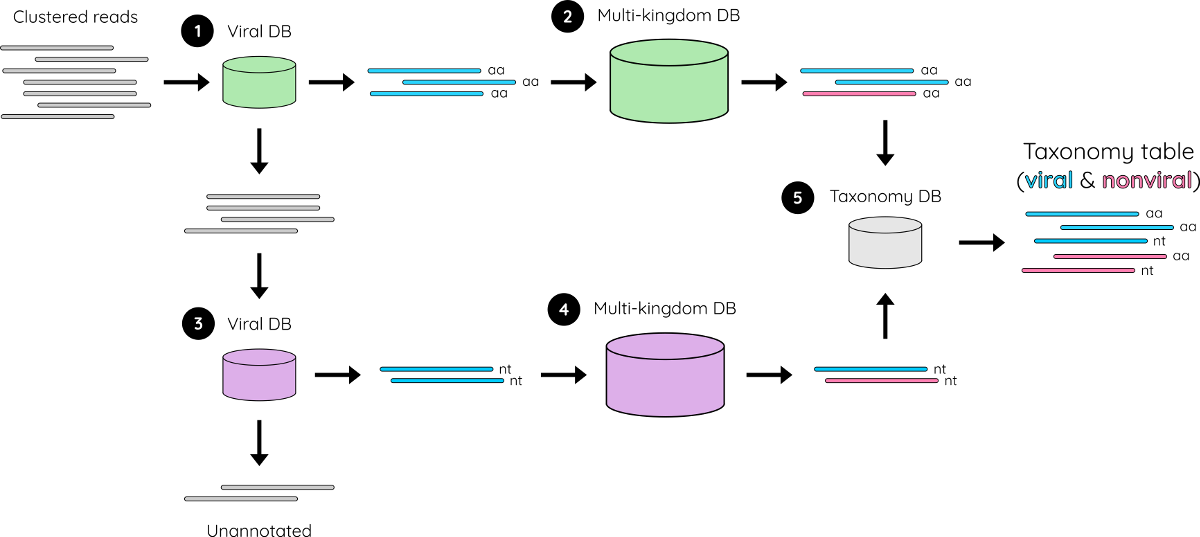 Clustered reads
1 Viral DB
aa
aa
aa
2 Multi-kingdom DB
aa
aa
aa
3 Viral DB
nt
nt
4 Multi-kingdom DB
nt
nt
5 Taxonomy DB
Taxonomy table
(viral & nonviral)
aa
aa
nt
aa
nt
Unannotated